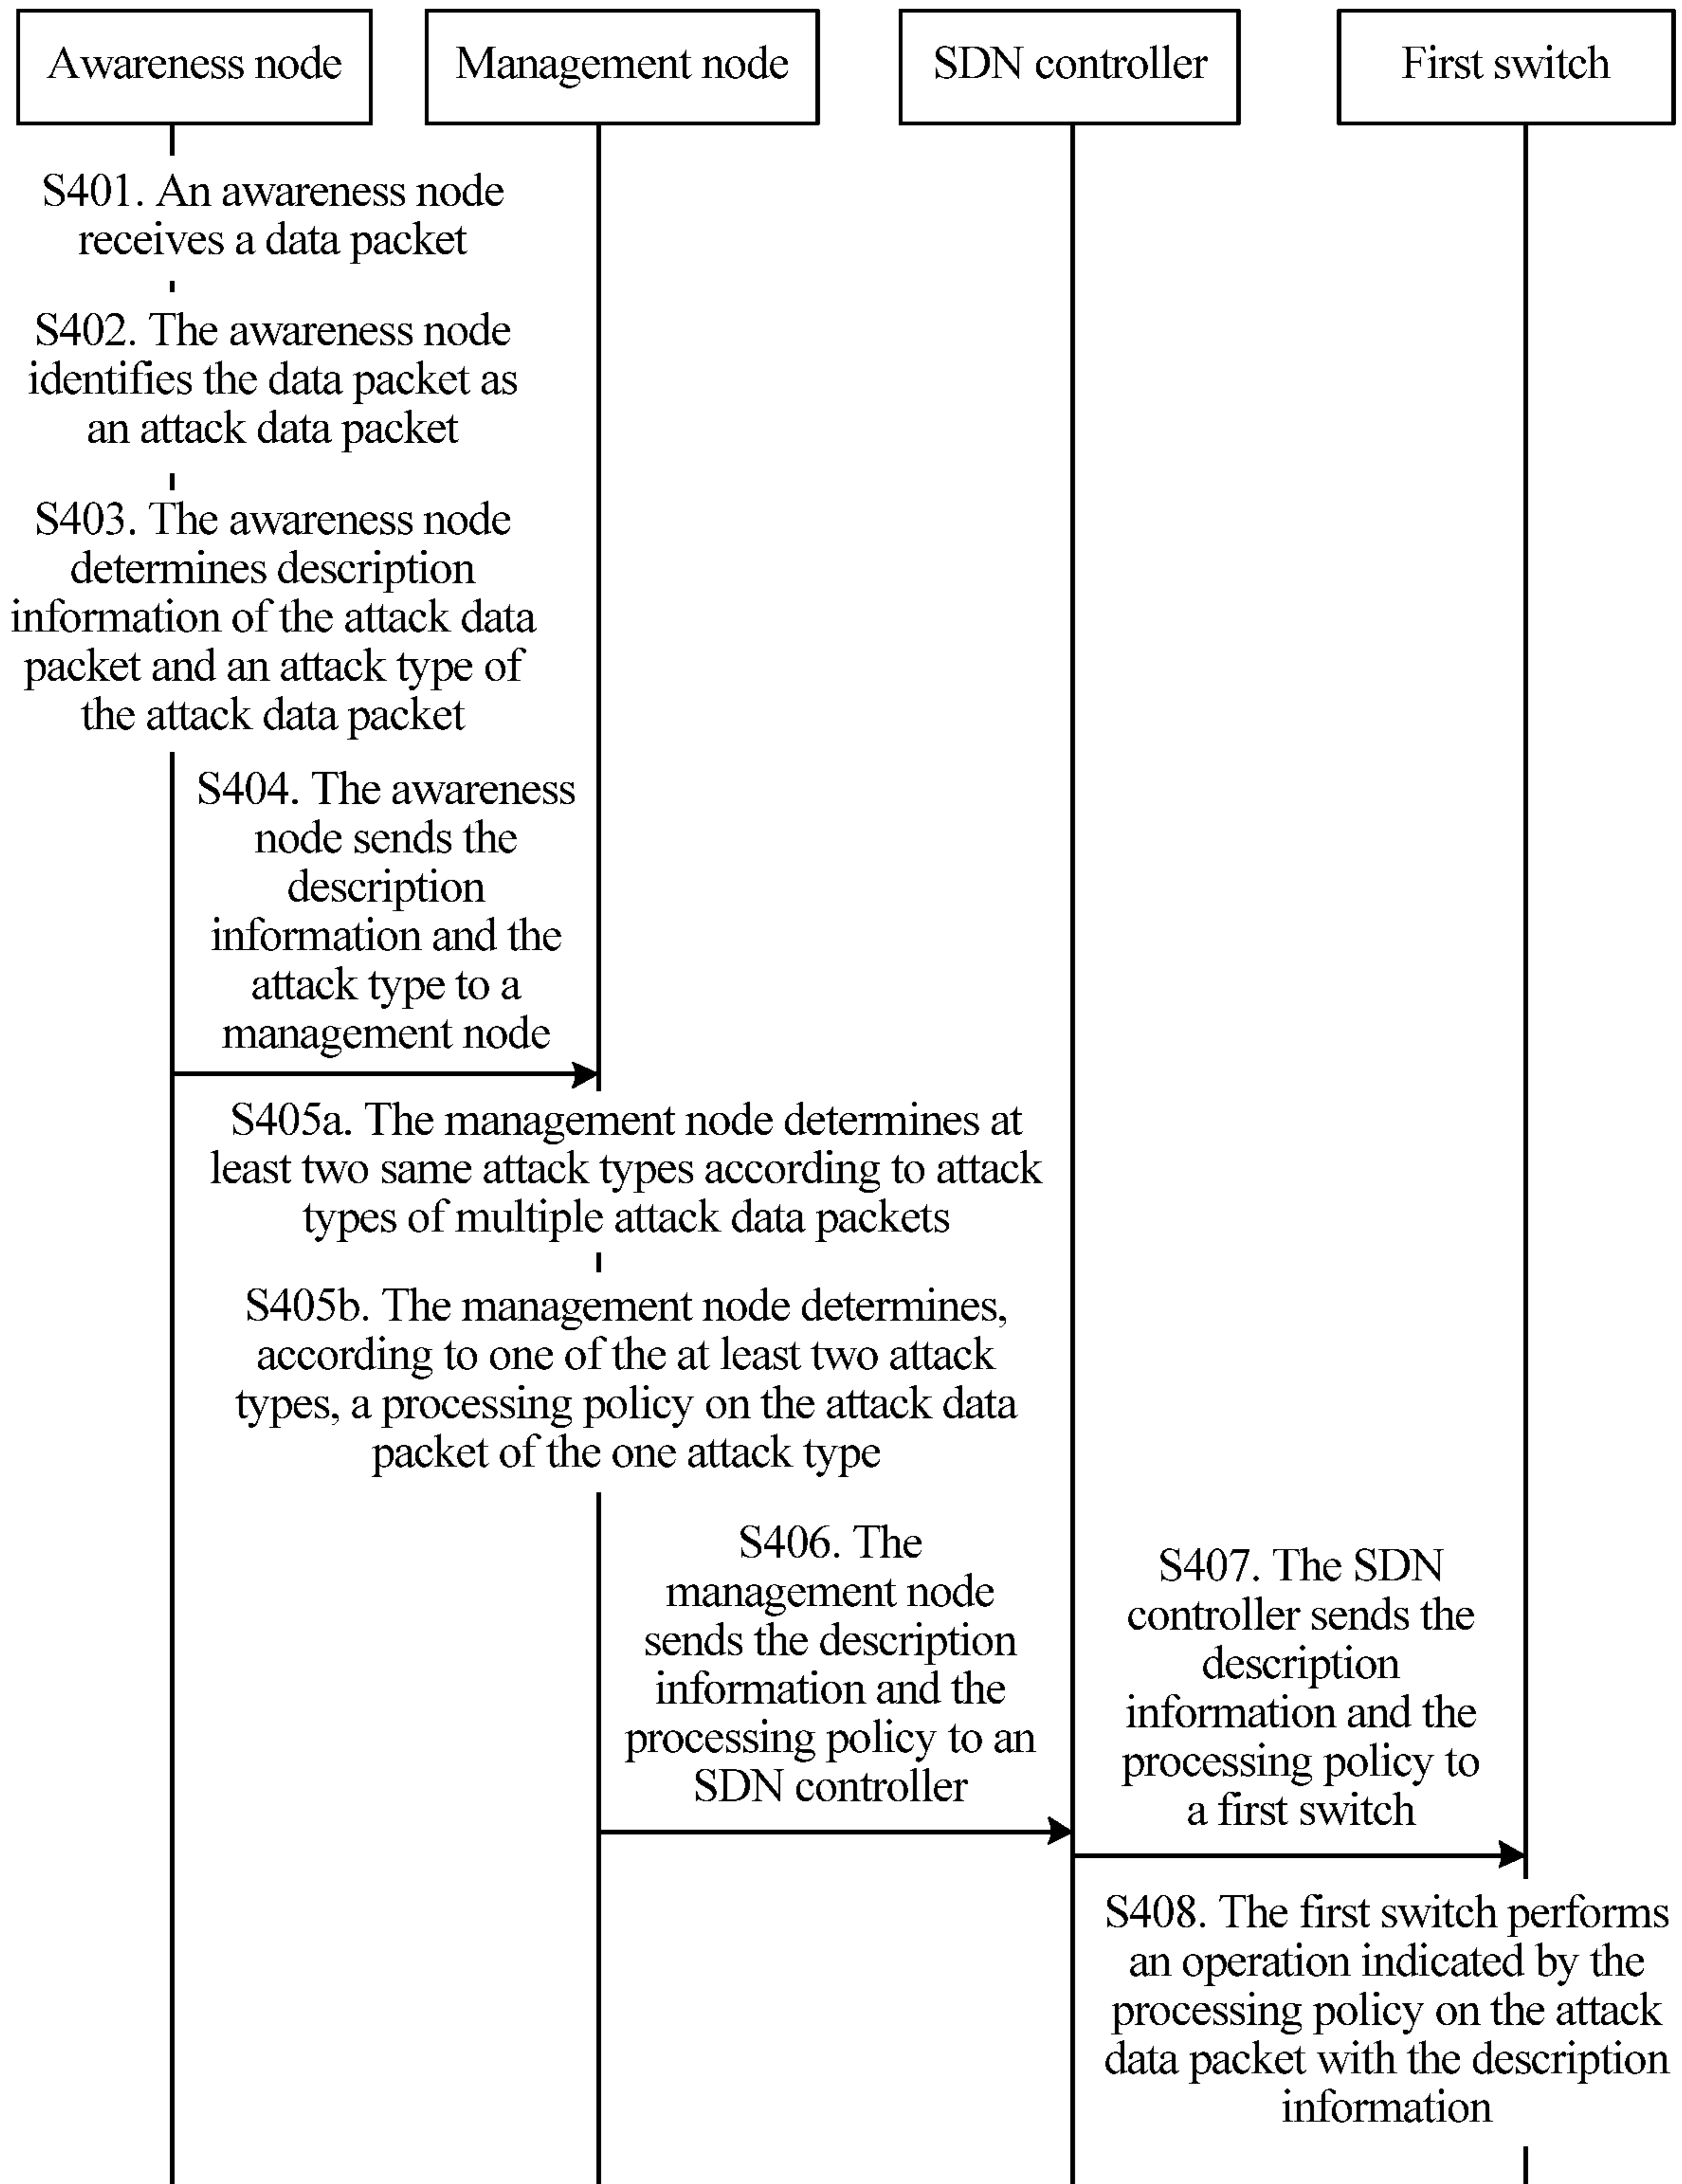 Awareness node
Management node
SDN controller
First switch
S401. An awareness node
receives a data packet
S402. The awareness node
identifies the data packet as
an attack data packet
S403. The awareness node
determines description
information of the attack data
packet and an attack type of
the attack data packet
S404. The awareness
node sends the
description
information and the
attack type to a
management node
S405a. The management node determines at
least two same attack types according to attack
types of multiple attack data packets
S405b. The management node determines,
according to one of the at least two attack
types, a processing policy on the attack data
packet of the one attack type
S406. The
management node
sends the description
information and the
processing policy to an
SDN controller
S407. The SDN
controller sends the
description
information and the
processing policy to
a first switch
S408. The first switch performs
an operation indicated by the
processing policy on the attack
data packet with the description
information